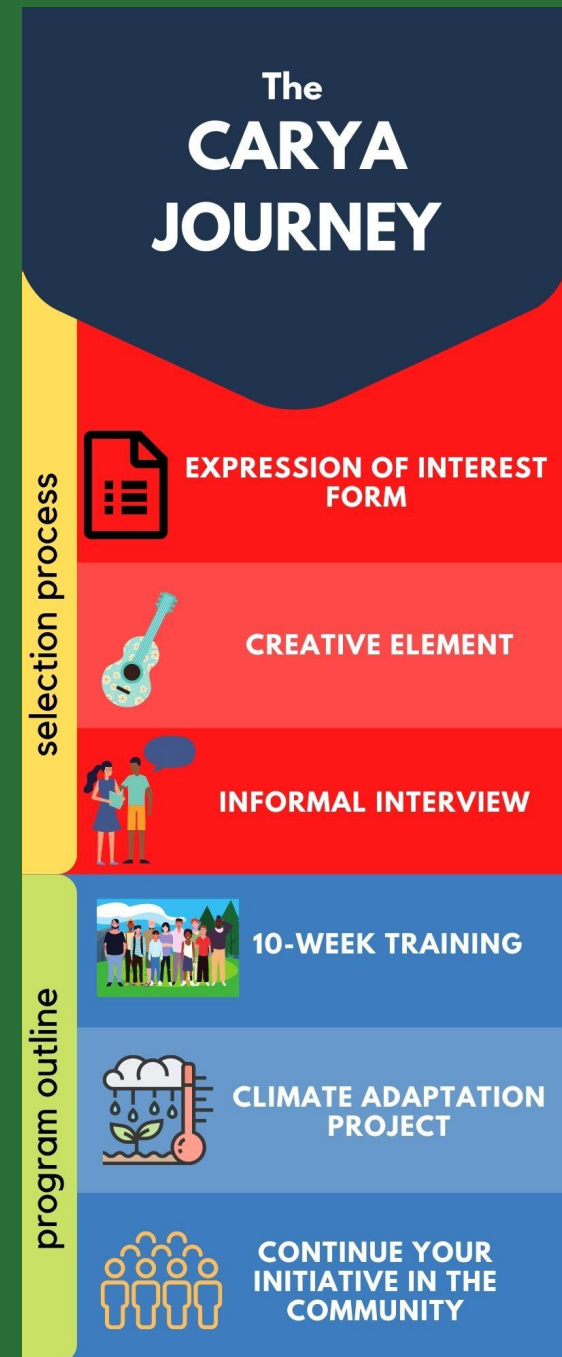 The
CARYA
JOURNEY
selection process
EXPRESSION OF INTEREST
FORM
CREATIVE ELEMENT
INFORMAL INTERVIEW
program outline
10-WEEK TRAINING
CLIMATE ADAPTATION
PROJECT
CONTINUE YOUR
INITIATIVE IN THE
COMMUNITY